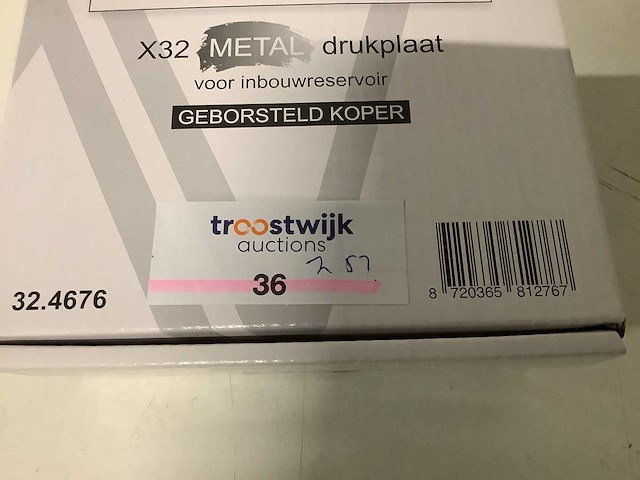 X32 METAL drukplaat
voor inbouwreservoir
GEBORSTELD KOPER
troostwijk
auctions
36
32.4676
8 720365 812767